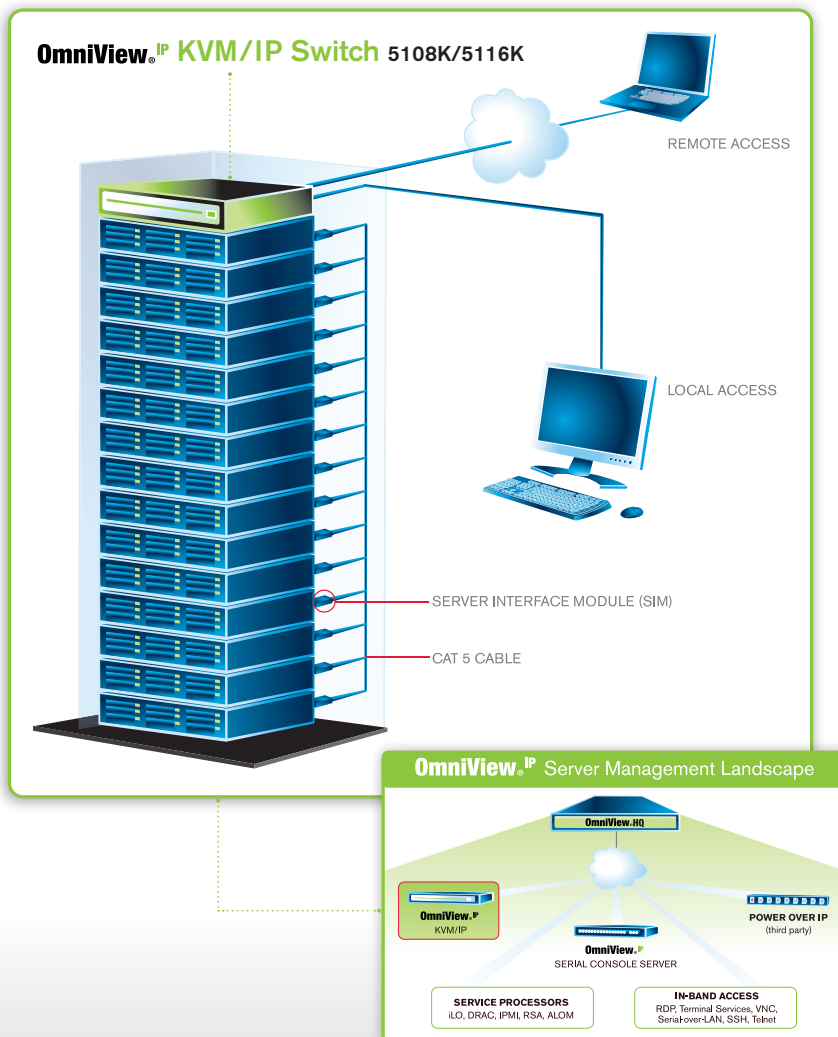 OmniView® IP KVM/IP Switch 5108K/5116K
REMOTE ACCESS
LOCAL ACCESS
SERVER INTERFACE MODULE (SIM)
CAT 5 CABLE
OmniView® IP Server Management Landscape
OmniView® HQ
OmniView® IP
KVM/IP
POWER OVER IP
(third party)
OmniView® IP
SERIAL CONSOLE SERVER
SERVICE PROCESSORS
iLO, DRAC, IPMI, RSA, ALOM
IN-BAND ACCESS
RDP, Terminal Services, VNC,
Serial-over-LAN, SSH, Telnet